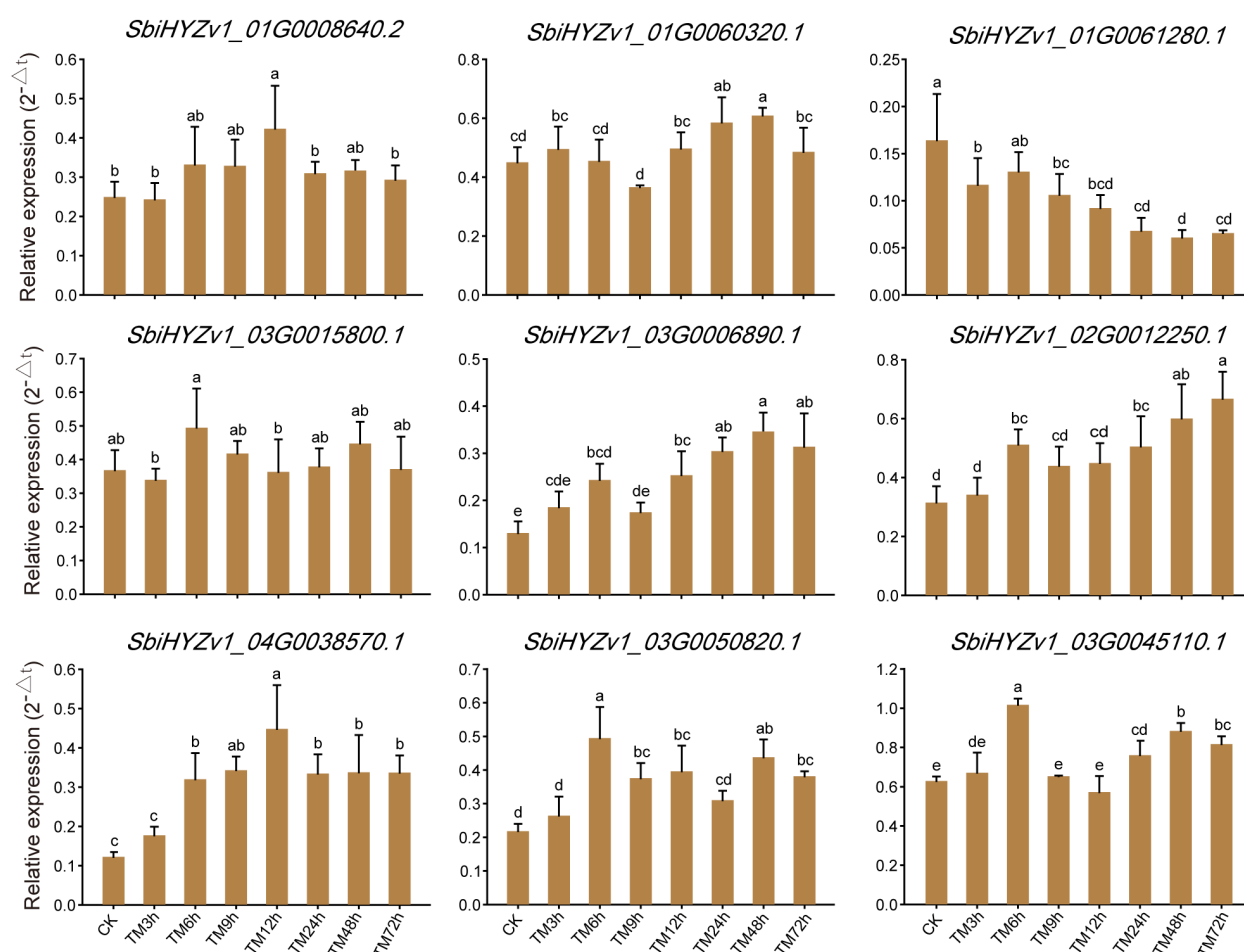 SbiHYZv1_01G0008640.2
SbiHYZv1_01G0060320.1
SbiHYZv1_01G0061280.1
Relative expression (2-△t)
0.6
0.5
0.4
0.3
0.2
0.1
0.0
b b ab ab a b ab b
0.8
0.6
0.4
0.2
0.0
cd bc cd d bc ab a bc
0.25
0.20
0.15
0.10
0.05
0.00
a b ab bc bcd cd d cd
SbiHYZv1_03G0015800.1
SbiHYZv1_03G0006890.1
SbiHYZv1_02G0012250.1
Relative expression (2-△t)
0.7
0.6
0.5
0.4
0.3
0.2
0.1
0.0
ab b a ab b ab ab ab
0.5
0.4
0.3
0.2
0.1
0.0
e cde bcd de bc ab a ab
0.8
0.6
0.4
0.2
0.0
d d bc cd cd bc ab a
SbiHYZv1_04G0038570.1
SbiHYZv1_03G0050820.1
SbiHYZv1_03G0045110.1
Relative expression (2-△t)
0.6
0.5
0.4
0.3
0.2
0.1
0.0
c c b ab a b b b
CK TM3h TM6h TM9h TM12h TM24h TM48h TM72h
0.7
0.6
0.5
0.4
0.3
0.2
0.1
0.0
d d a bc bc cd ab bc
CK TM3h TM6h TM9h TM12h TM24h TM48h TM72h
1.2
1.0
0.8
0.6
0.4
0.2
0.0
e de a e e cd b bc
CK TM3h TM6h TM9h TM12h TM24h TM48h TM72h